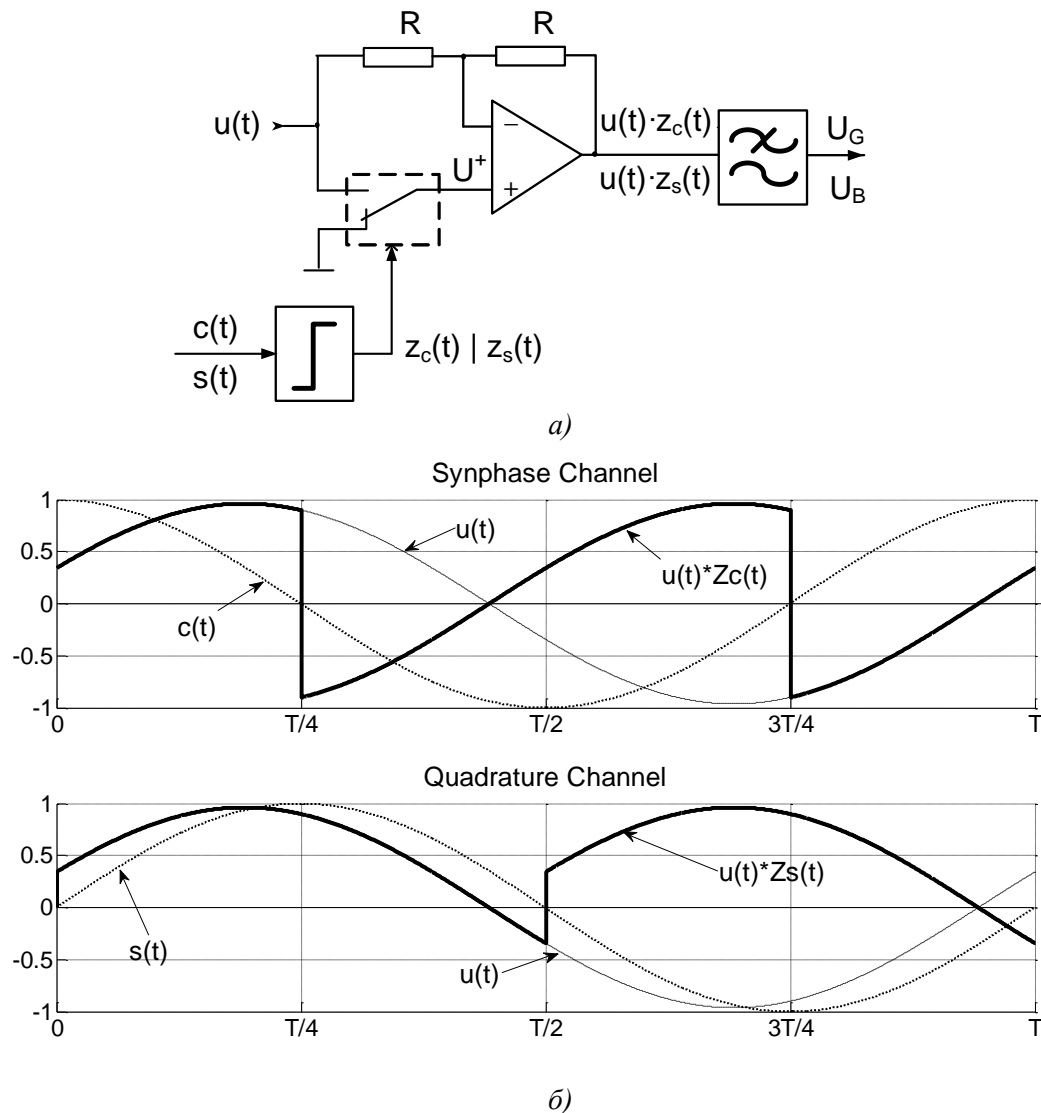 R R
u(t)
−
U⁺
+
u(t)·z_c(t)
u(t)·z_s(t)
U_G
U_B
c(t)
s(t)
z_c(t) | z_s(t)
а)
Synphase Channel
1
0.5
0
-0.5
-1
u(t)
c(t)
u(t)*Zc(t)
0 T/4 T/2 3T/4 T
Quadrature Channel
1
0.5
0
-0.5
-1
s(t)
u(t)
u(t)*Zs(t)
0 T/4 T/2 3T/4 T
б)